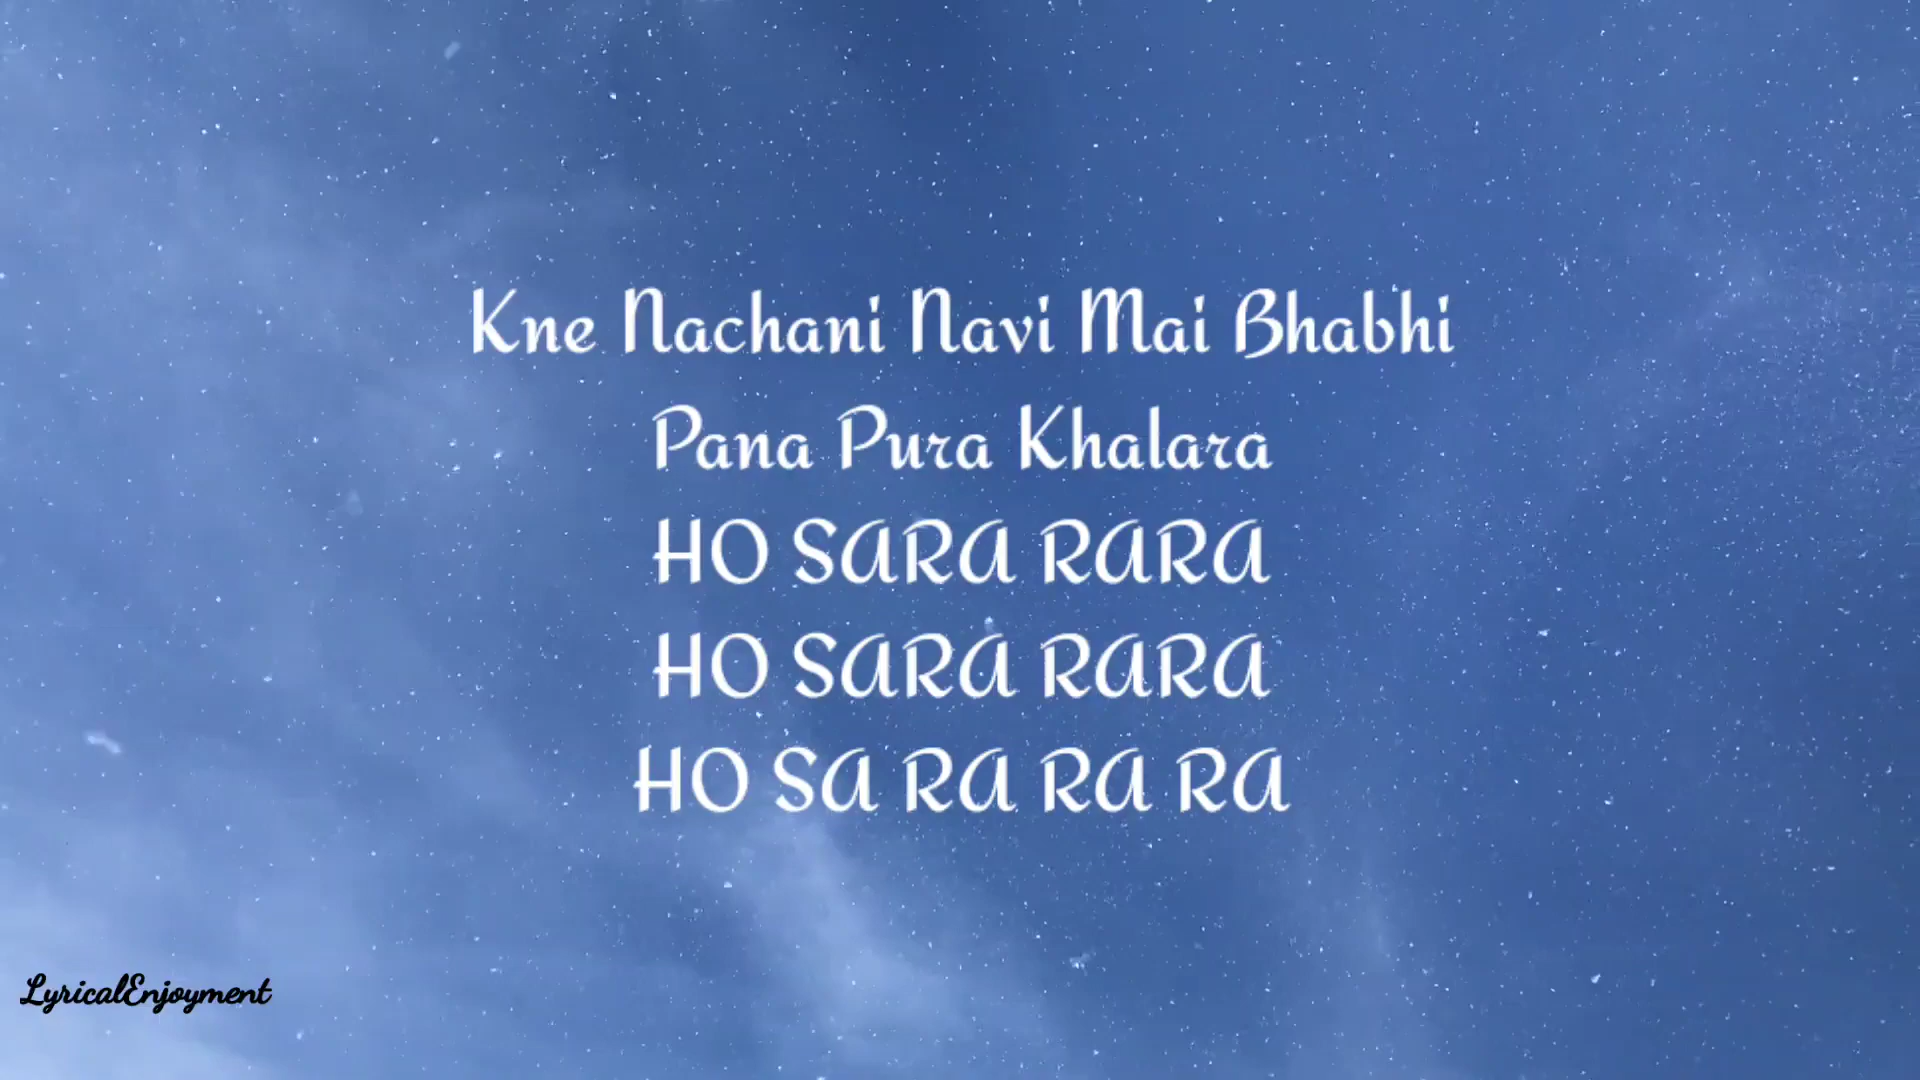 Kne Nachani Navi Mai Bhabhi
Pana Pura Khalara
HO SARA RARA
HO SARA RARA
HO SA RA RA RA
LyricalEnjoyment